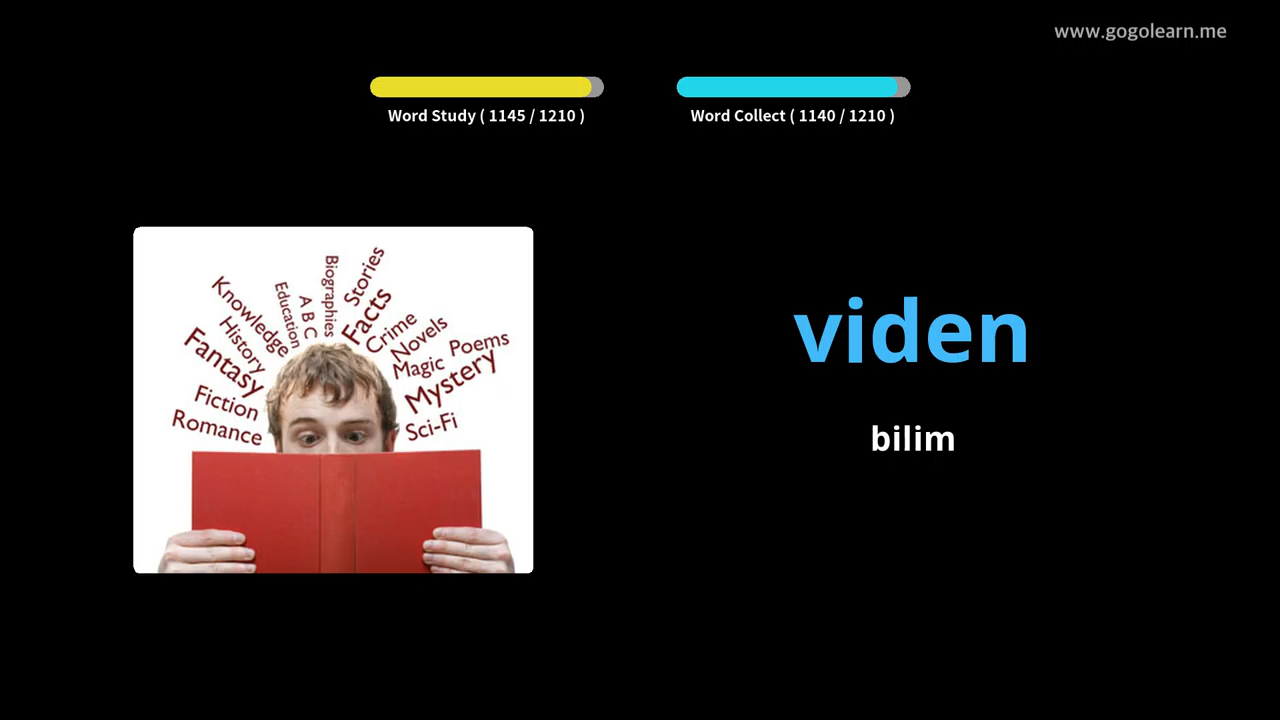 www.gogolearn.me
Word Study ( 1145 / 1210 )
Word Collect ( 1140 / 1210 )
Biographies
Stories
Education
A B C
Facts
Knowledge
Crime
History
Novels
Fantasy
Magic
Poems
Mystery
Fiction
Romance
Sci-Fi
viden
bilim